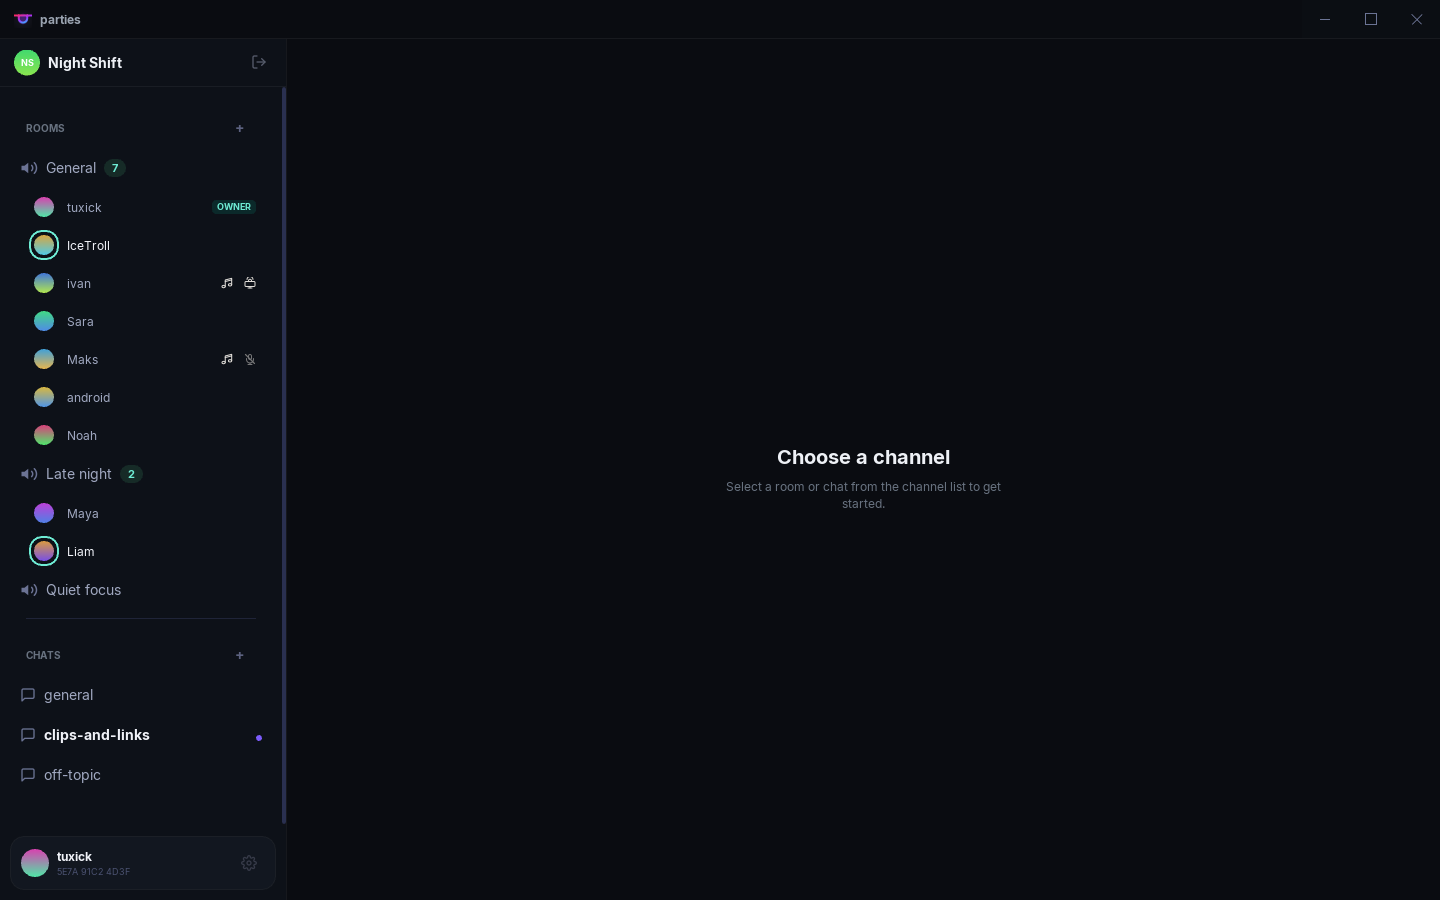 parties
NS Night Shift
ROOMS +
General 7
tuxick OWNER
IceTroll
ivan
Sara
Maks
android
Noah
Late night 2
Maya
Liam
Quiet focus
CHATS +
general
clips-and-links
off-topic
tuxick
5E7A 91C2 4D3F
Choose a channel
Select a room or chat from the channel list to get
started.